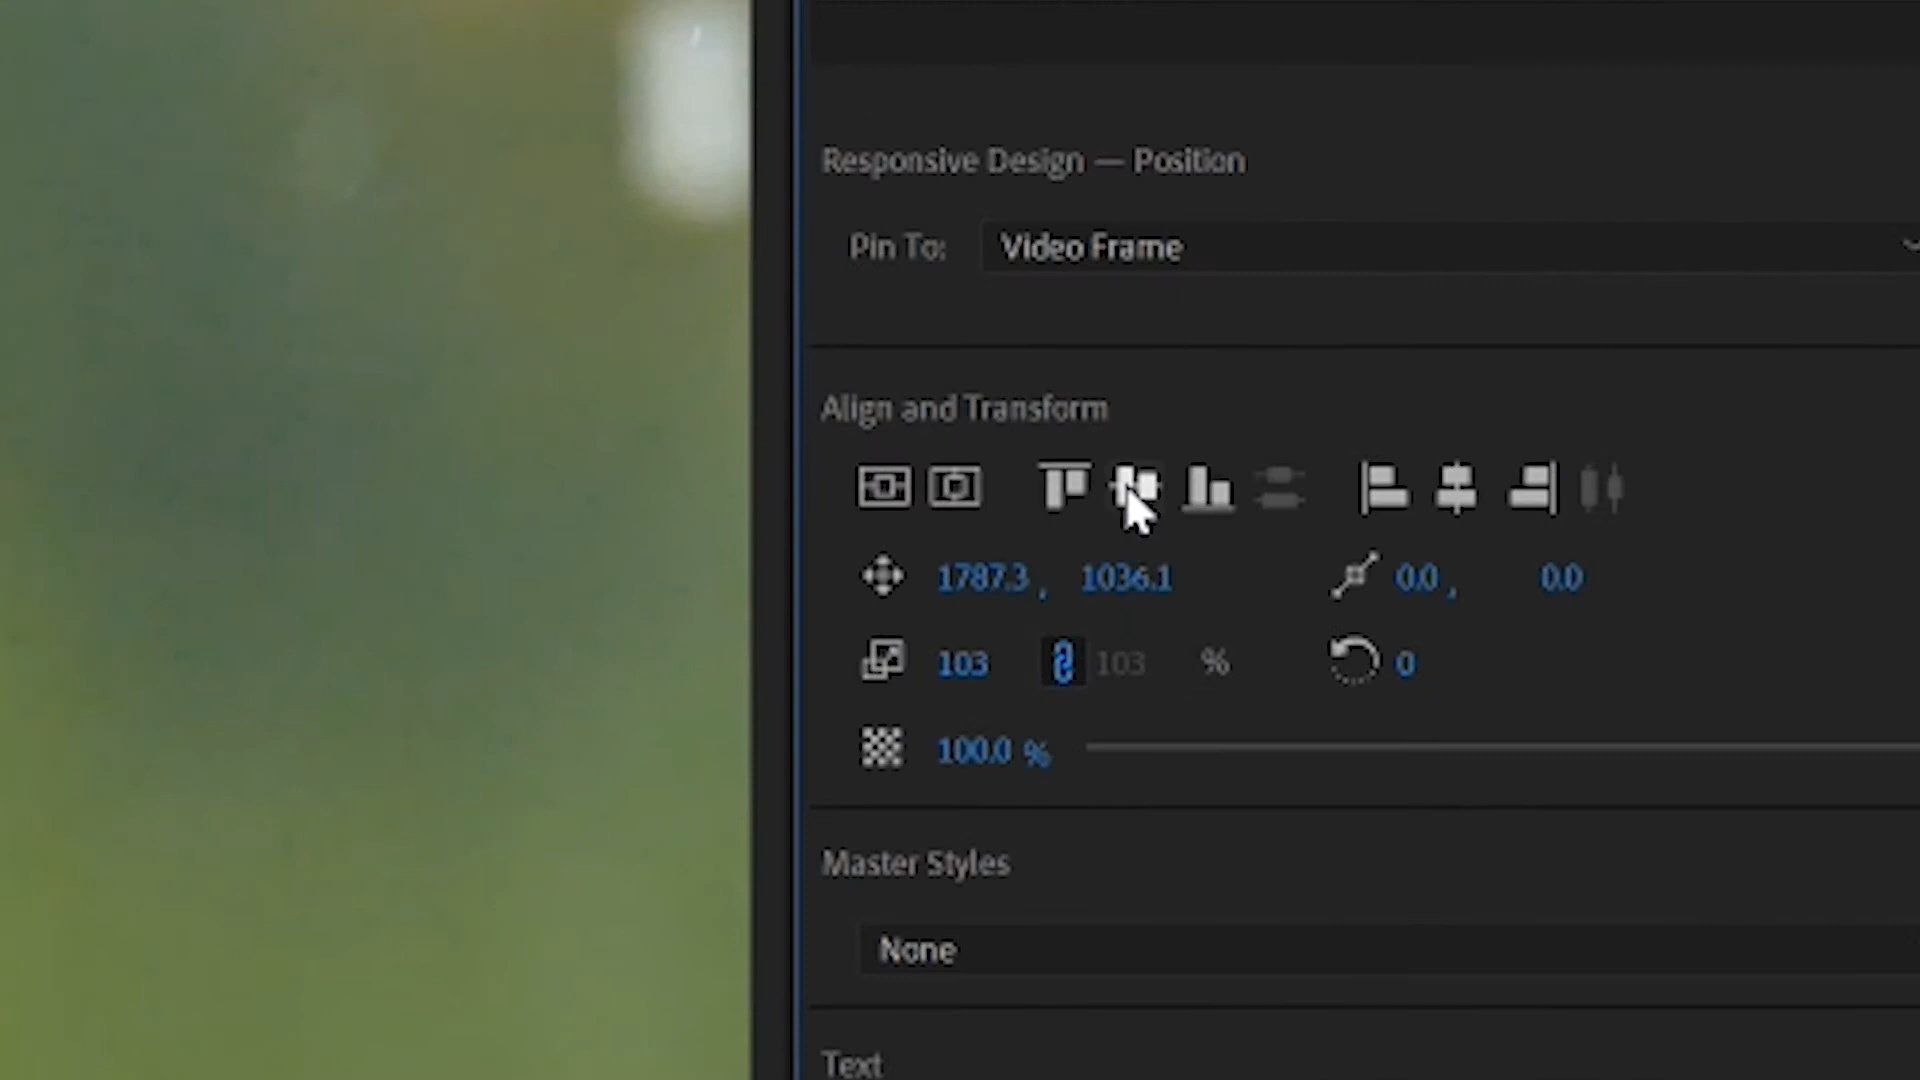 Responsive Design — Position
Pin To: Video Frame
Align and Transform
1787.3 , 1036.1 0.0 , 0.0
103 103 % 0
100.0 %
Master Styles
None
Text